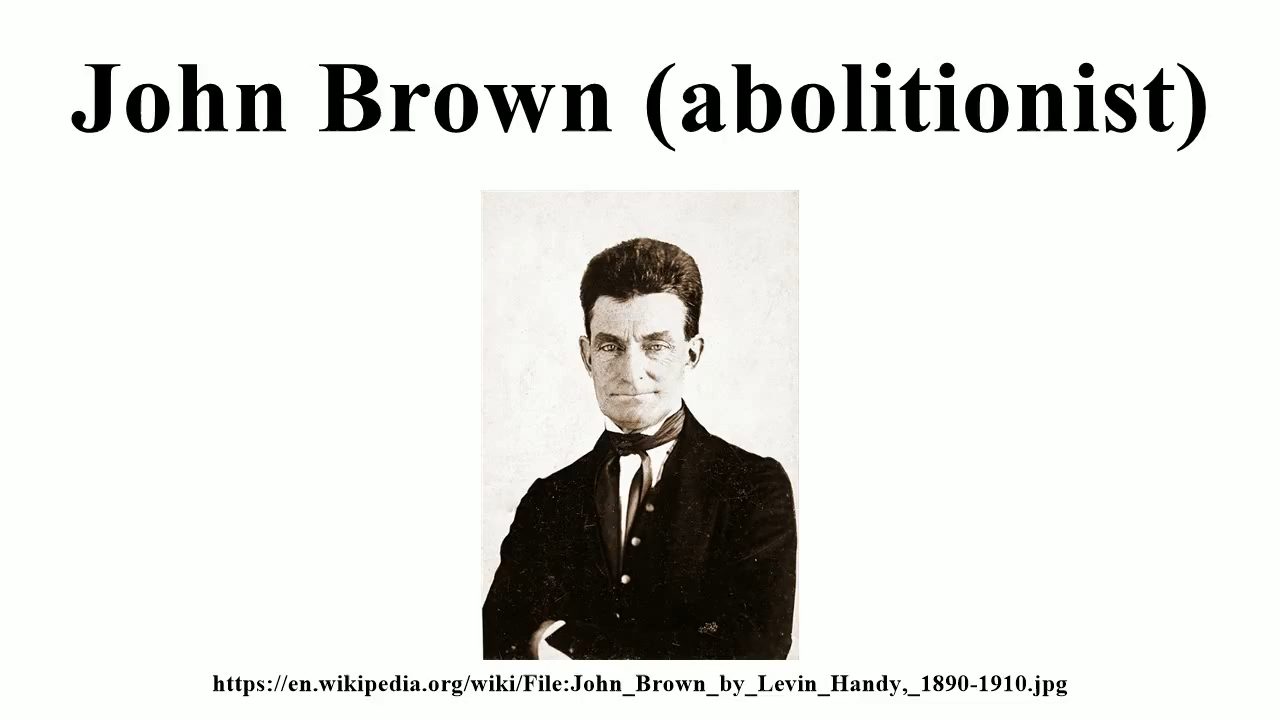 John Brown (abolitionist)
https://en.wikipedia.org/wiki/File:John_Brown_by_Levin_Handy,_1890-1910.jpg